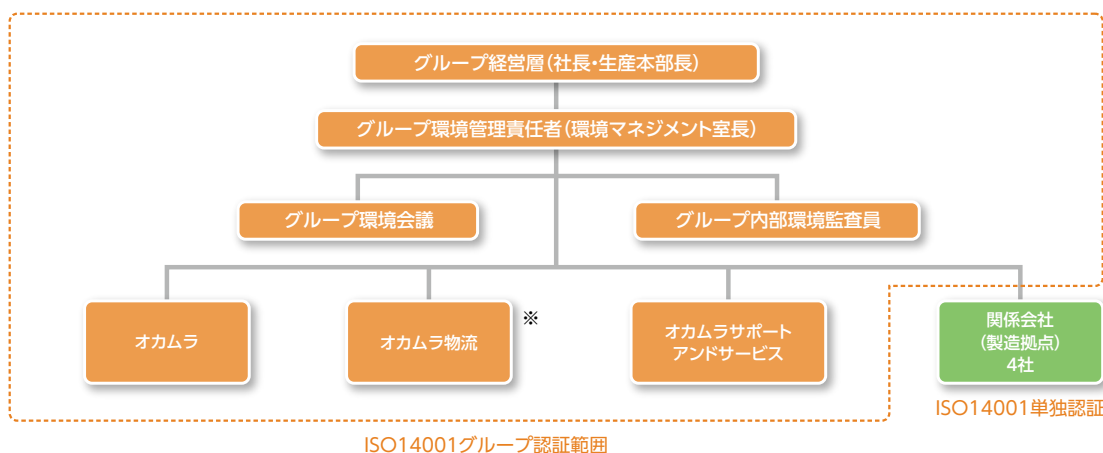 グループ経営層(社長・生産本部長)
グループ環境管理責任者(環境マネジメント室長)
グループ環境会議
グループ内部環境監査員
オカムラ
オカムラ物流
※
オカムラサポート
アンドサービス
関係会社
(製造拠点)
4社
ISO14001単独認証
ISO14001グループ認証範囲